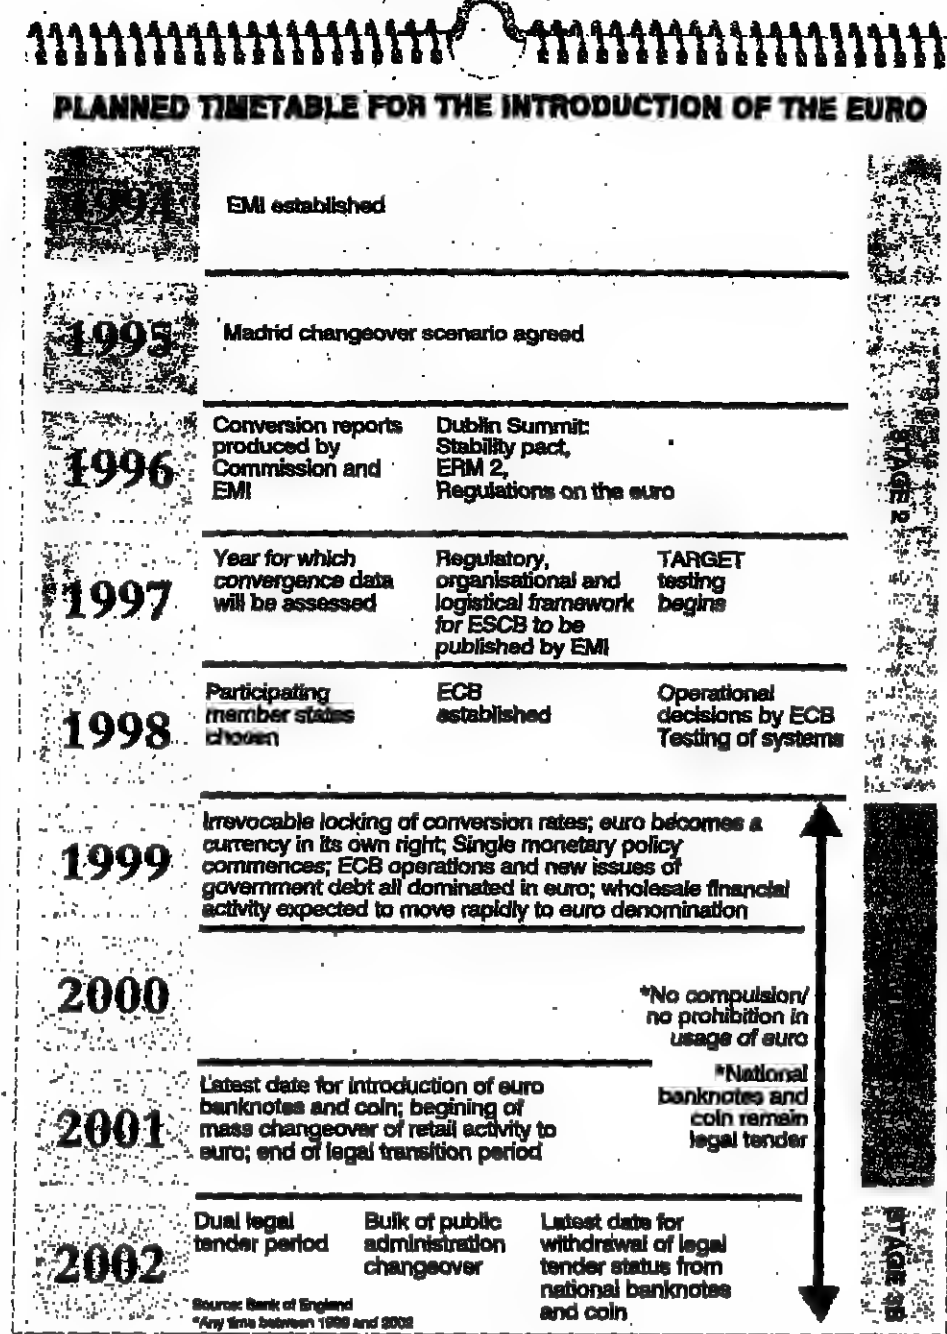 PLANNED TIMETABLE FOR THE INTRODUCTION OF THE EURO
1994
EMI established
1995
Madrid changeover scenario agreed
1996
Conversion reports
produced by
Commission and
EMI
Dublin Summit:
Stability pact,
ERM 2,
Regulations on the euro
1997
Year for which
convergence data
will be assessed
Regulatory,
organisational and
logistical framework
for ESCB to be
published by EMI
TARGET
testing
begins
STAGE 2
1998
Participating
member states
chosen
ECB
established
Operational
decisions by ECB
Testing of systems
1999
Irrevocable locking of conversion rates; euro becomes a
currency in its own right; Single monetary policy
commences; ECB operations and new issues of
government debt all dominated in euro; wholesale financial
activity expected to move rapidly to euro denomination
2000
*No compulsion/
no prohibition in
usage of euro
*National
banknotes and
coin remain
legal tender
2001
Latest date for introduction of euro
banknotes and coin; begining of
mass changeover of retail activity to
euro; end of legal transition period
2002
Dual legal
tender period
Bulk of public
administration
changeover
Latest date for
withdrawal of legal
tender status from
national banknotes
and coin
STAGE 3B
Source: Bank of England
*Any time between 1999 and 2002